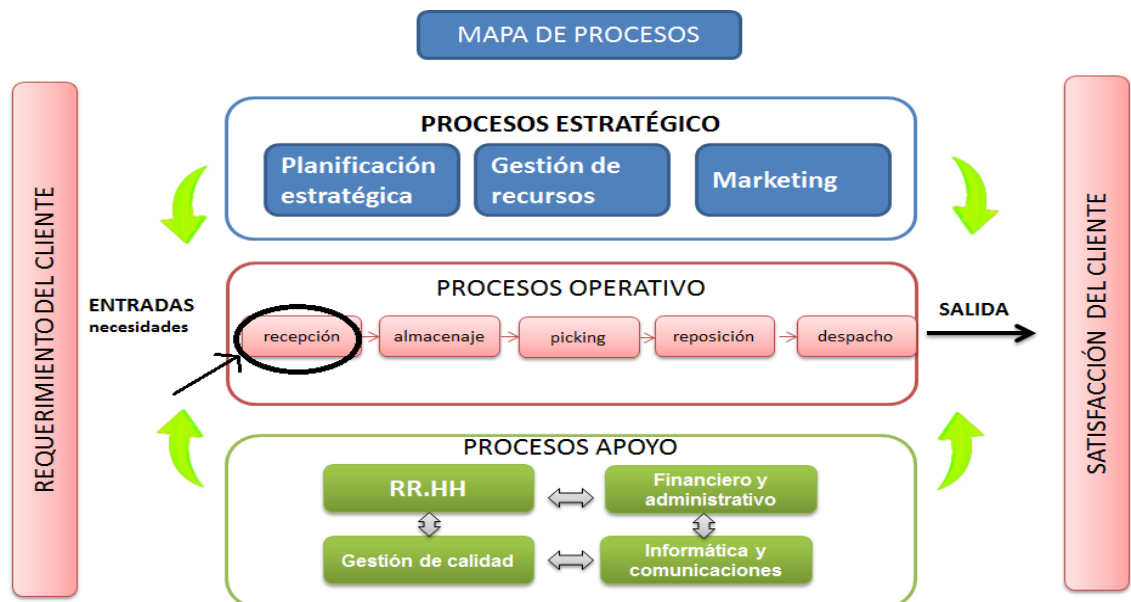 MAPA DE PROCESOS
REQUERIMIENTO DEL CLIENTE
PROCESOS ESTRATÉGICO
Planificación
estratégica
Gestión de
recursos
Marketing
ENTRADAS
necesidades
PROCESOS OPERATIVO
recepción
almacenaje
picking
reposición
despacho
SALIDA
PROCESOS APOYO
RR.HH
Financiero y
administrativo
Gestión de calidad
Informática y
comunicaciones
SATISFACCIÓN DEL CLIENTE